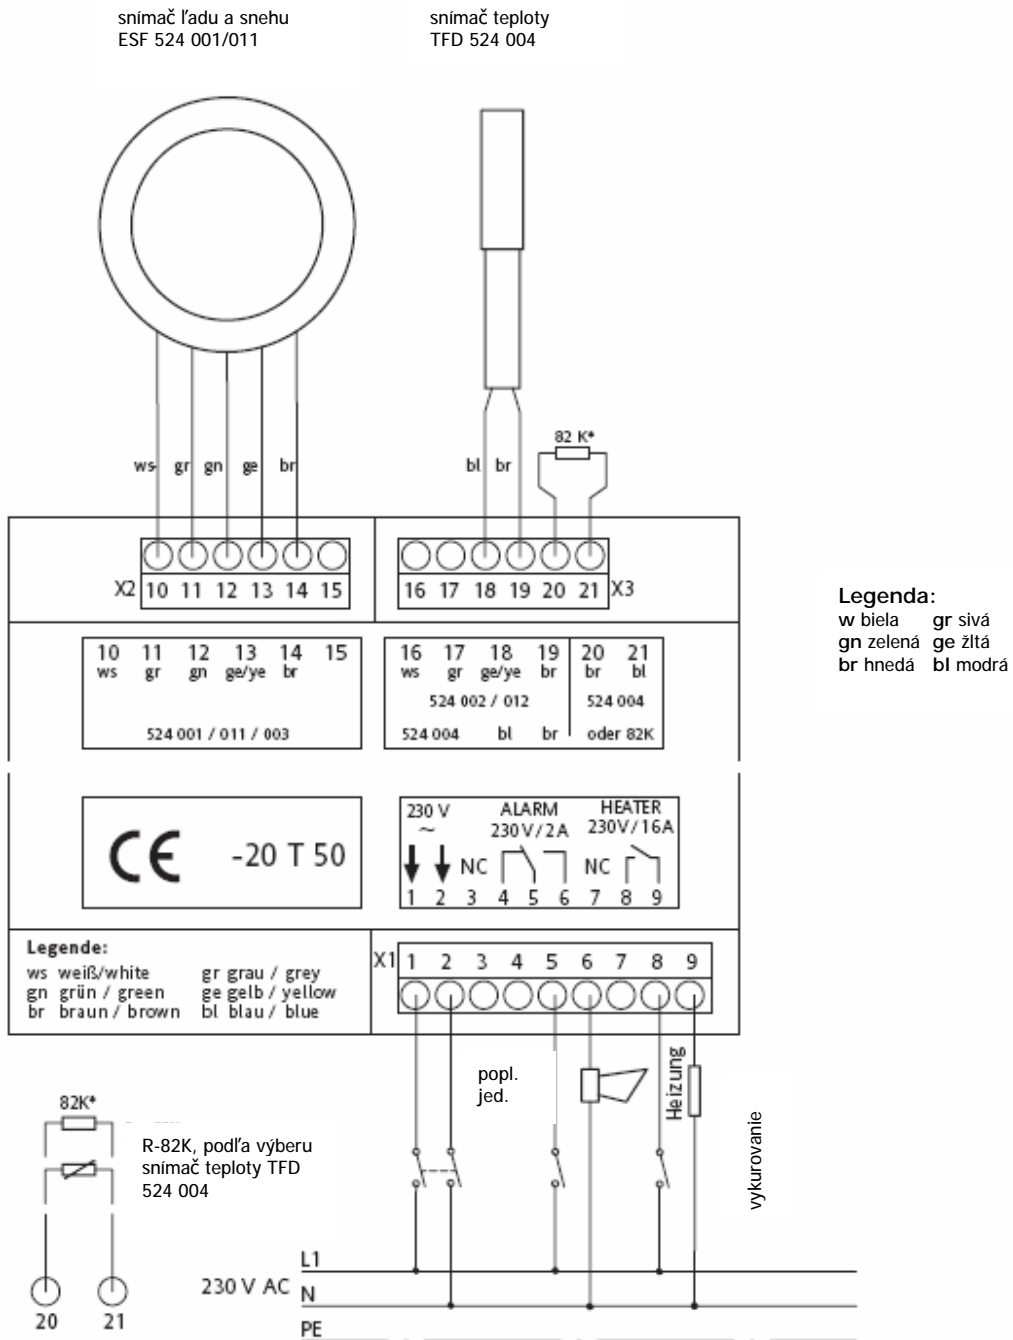 snímač ľadu a snehu
ESF 524 001/011
snímač teploty
TFD 524 004
82 K*
ws gr gn ge br
bl br
X2 10 11 12 13 14 15
16 17 18 19 20 21 X3
Legenda:
w biela gr sivá
gn zelená ge žltá
br hnedá bl modrá
10 11 12 13 14 15
ws gr gn ge/ye br
524 001 / 011 / 003
16 17 18 19 20 21
ws gr ge/ye br br bl
524 002 / 012 524 004
524 004 bl br oder 82K
CE -20 T 50
230 V ALARM HEATER
~ 230V/2A 230V/16A
NC NC
1 2 3 4 5 6 7 8 9
Legende:
ws weiß/white gr grau / grey
gn grün / green ge gelb / yellow
br braun / brown bl blau / blue
X1 1 2 3 4 5 6 7 8 9
popl.
jed.
Heizung
vykurovanie
82K*
R-82K, podľa výberu
snímač teploty TFD
524 004
20 21
230 V AC
L1
N
PE